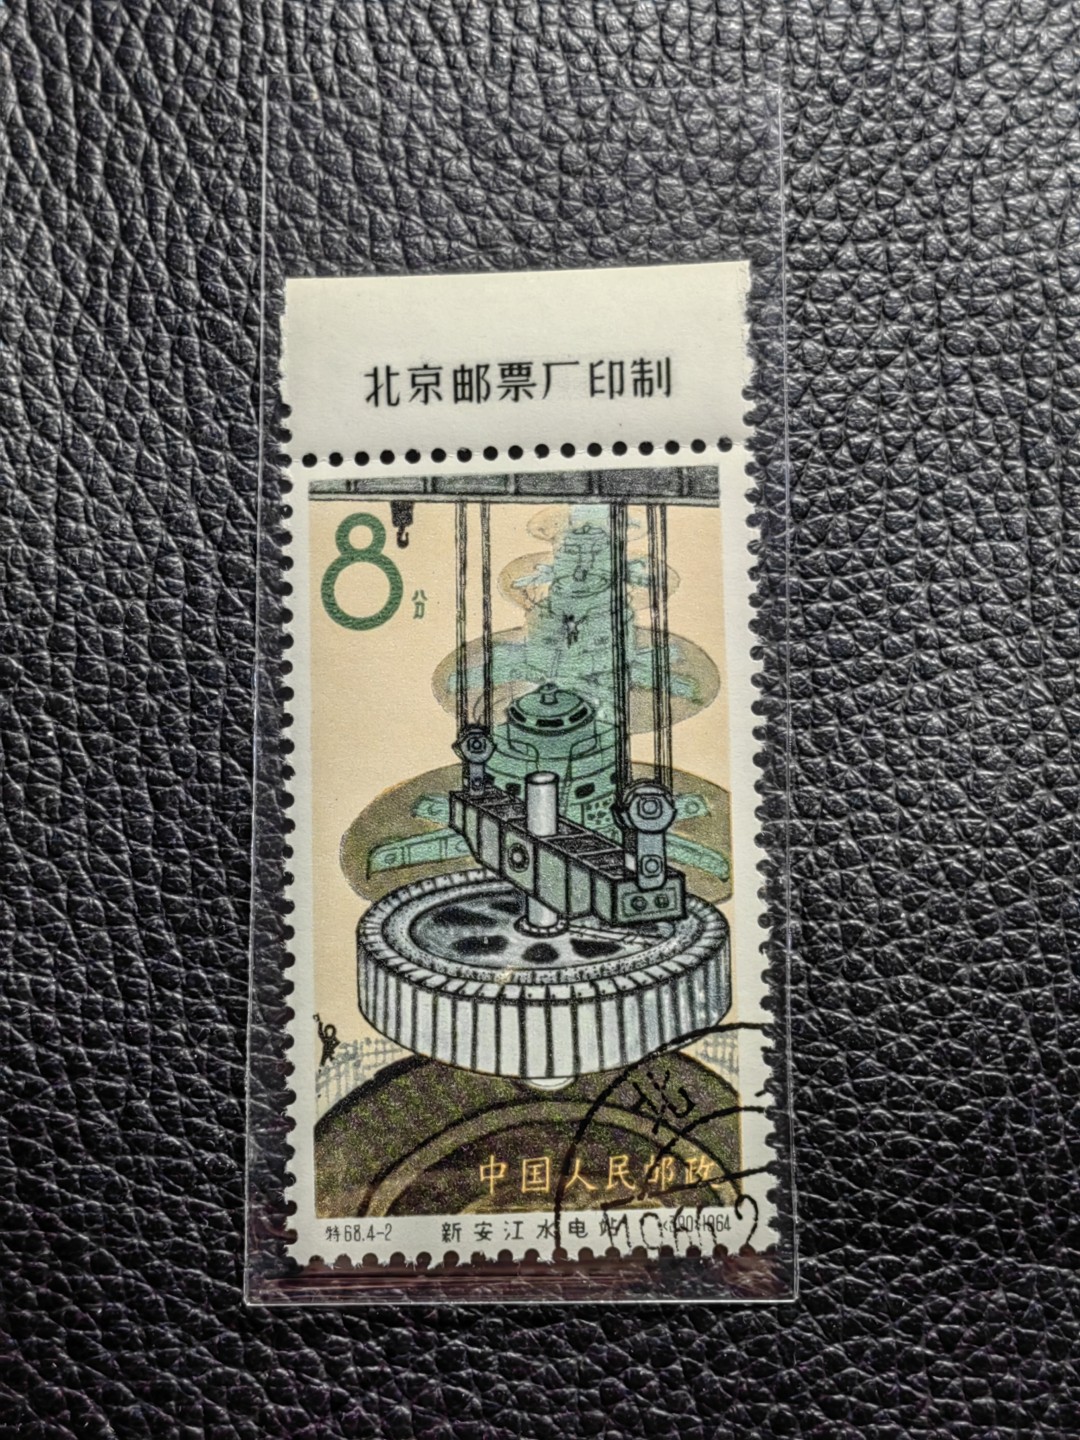 北京邮票厂印制
8分
中国人民邮政
特68.4-2 新安江水电站 1964
北